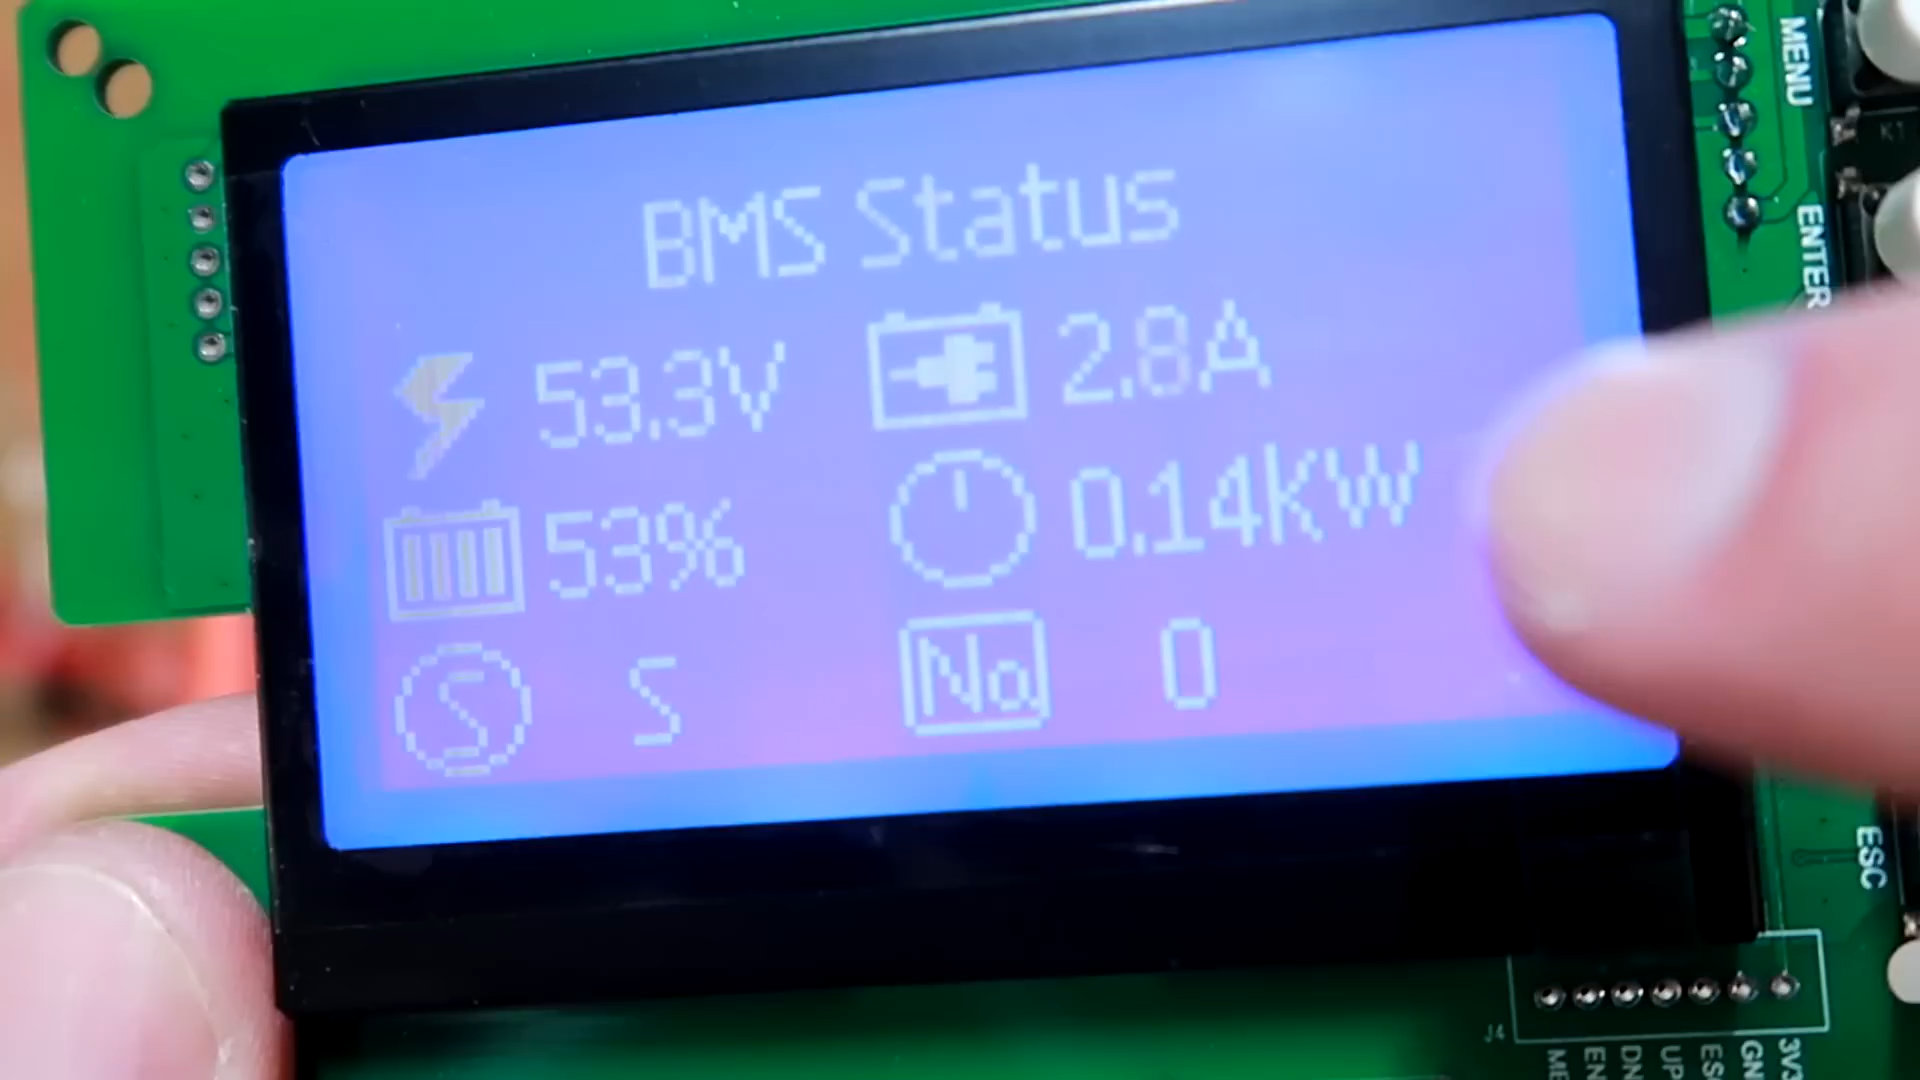 BMS Status
53.3V 2.8A
53% 0.14KW
S S No 0
MENU
K1
ENTER
ESC
J4
ME EN DN UP ES GN 3V3